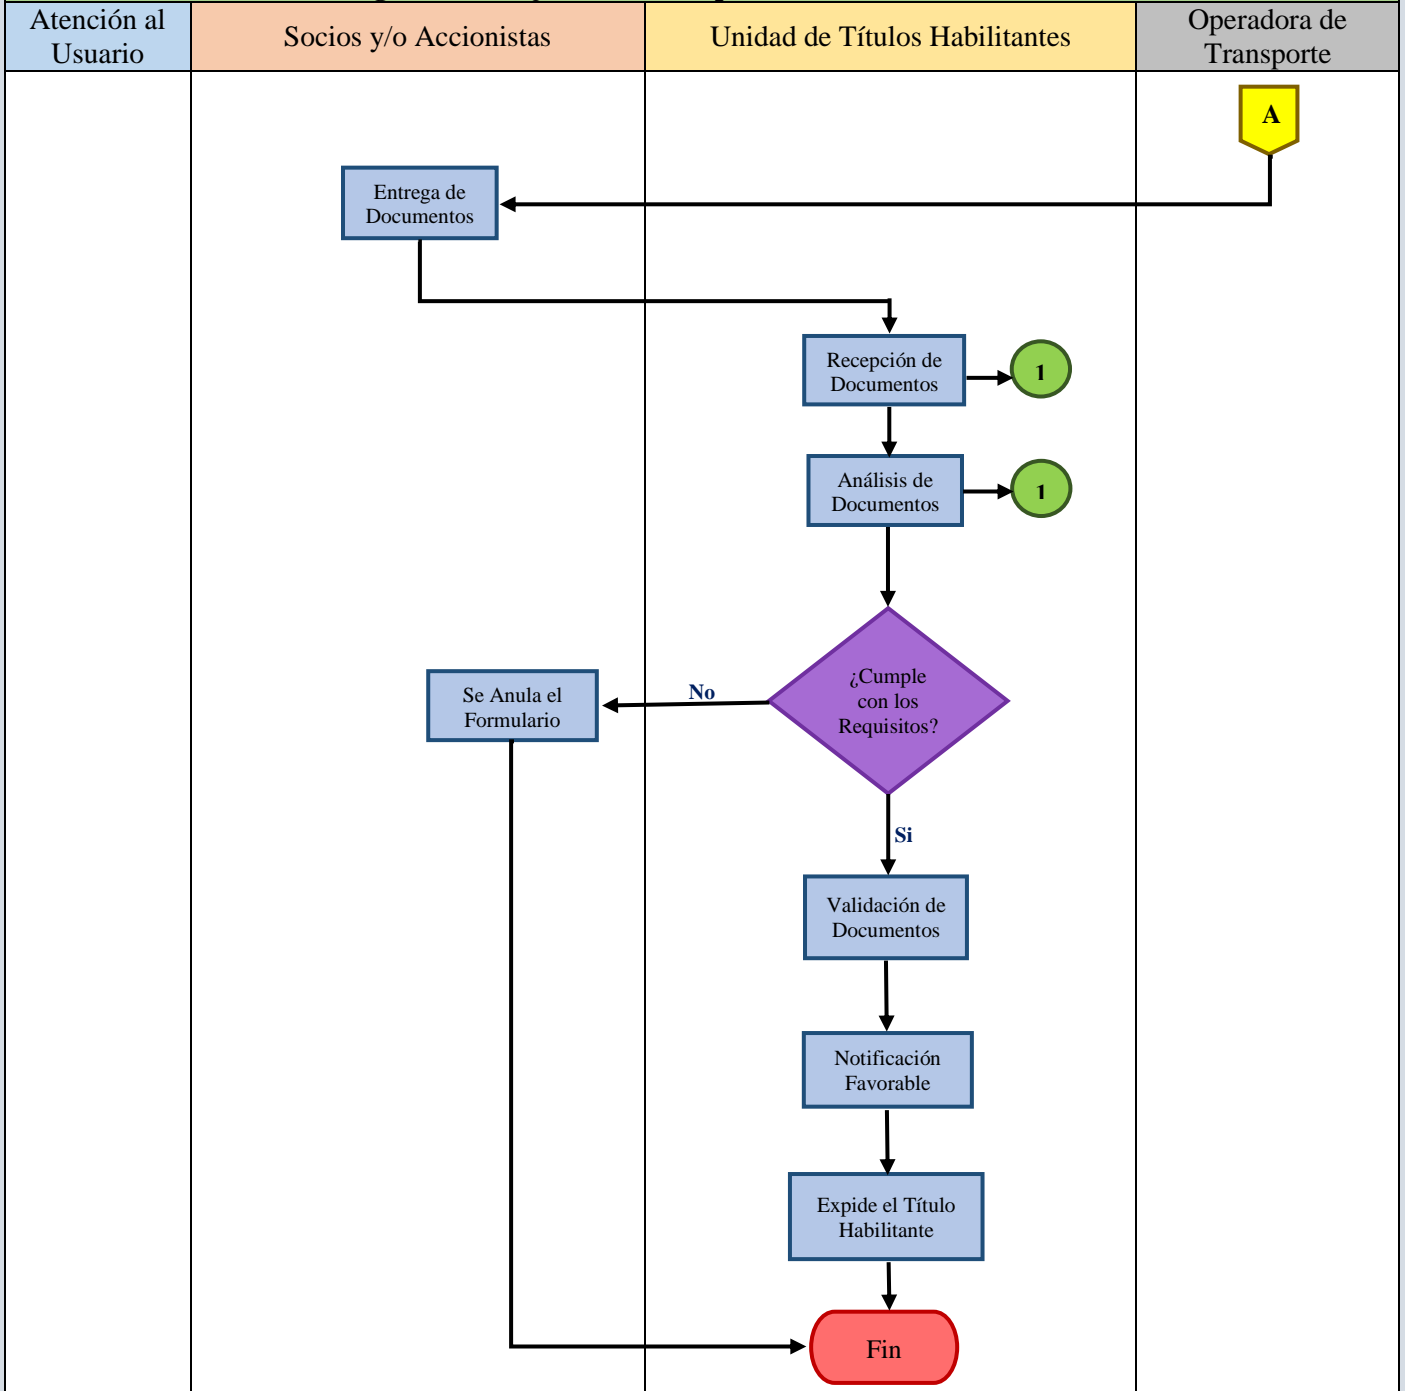 Atención al
Usuario
Socios y/o Accionistas
Unidad de Títulos Habilitantes
Operadora de
Transporte
A
Entrega de
Documentos
Recepción de
Documentos
1
Análisis de
Documentos
1
¿Cumple
con los
Requisitos?
No
Se Anula el
Formulario
Si
Validación de
Documentos
Notificación
Favorable
Expide el Título
Habilitante
Fin